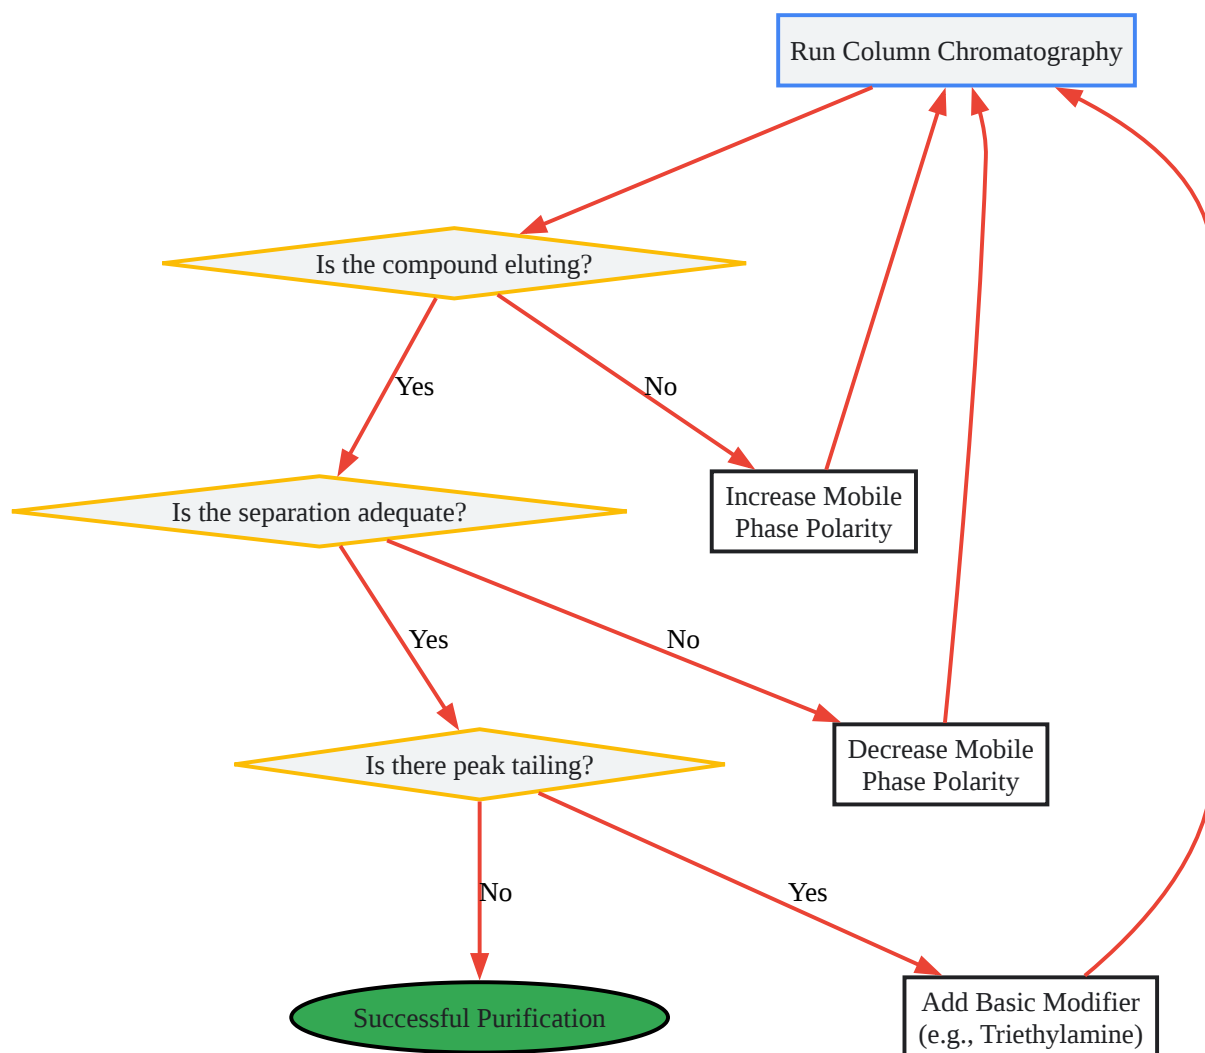 Run Column Chromatography
Is the compound eluting?
Yes
No
Is the separation adequate?
Increase Mobile
Phase Polarity
Yes
No
Is there peak tailing?
Decrease Mobile
Phase Polarity
No
Yes
Successful Purification
Add Basic Modifier
(e.g., Triethylamine)